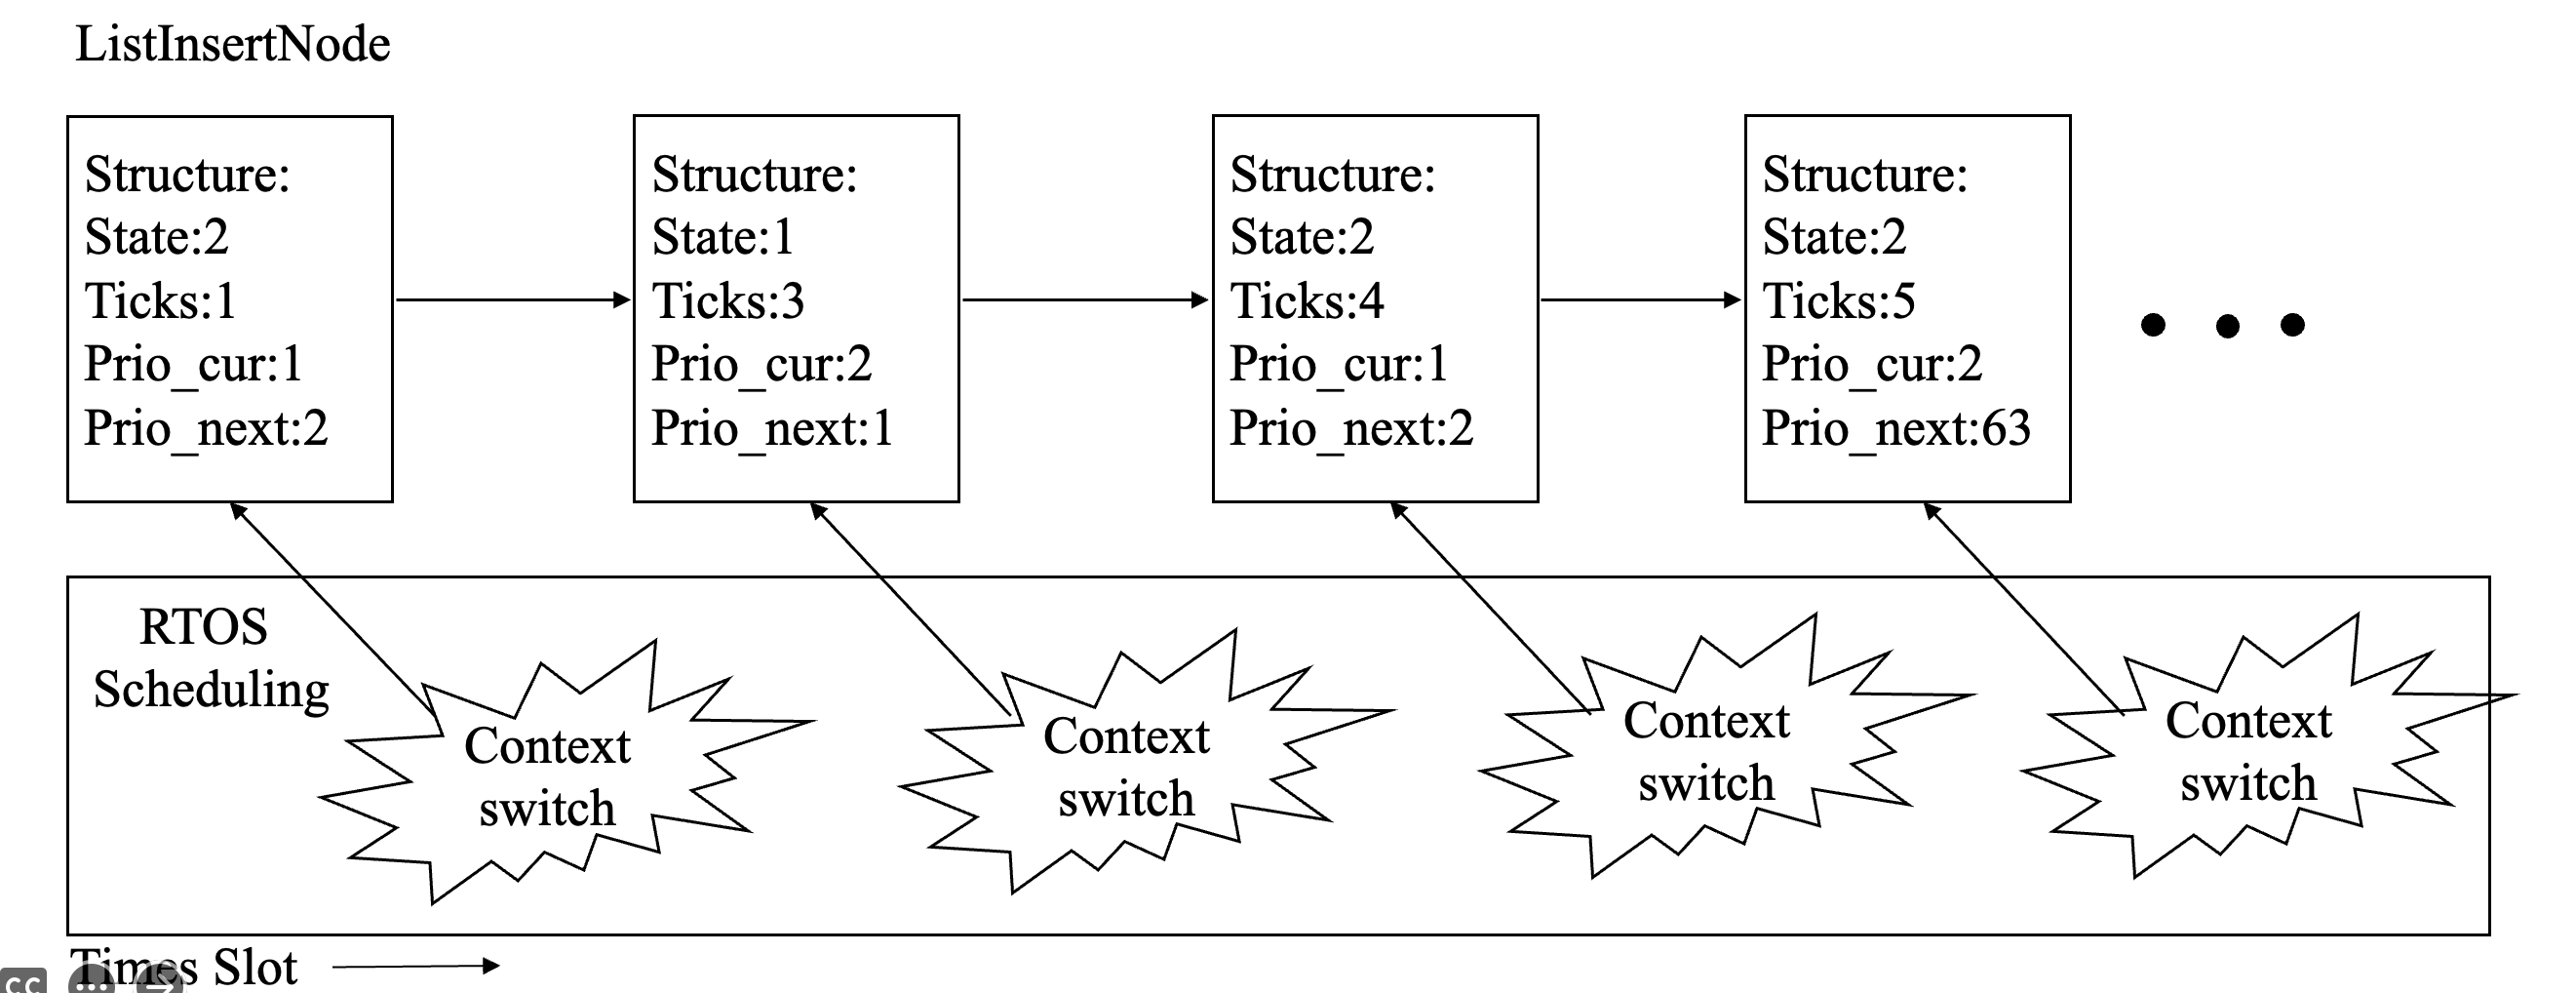 ListInsertNode
Structure:
State:2
Ticks:1
Prio_cur:1
Prio_next:2
Structure:
State:1
Ticks:3
Prio_cur:2
Prio_next:1
Structure:
State:2
Ticks:4
Prio_cur:1
Prio_next:2
Structure:
State:2
Ticks:5
Prio_cur:2
Prio_next:63
RTOS
Scheduling
Context
switch
Context
switch
Context
switch
Context
switch
Times Slot
CC